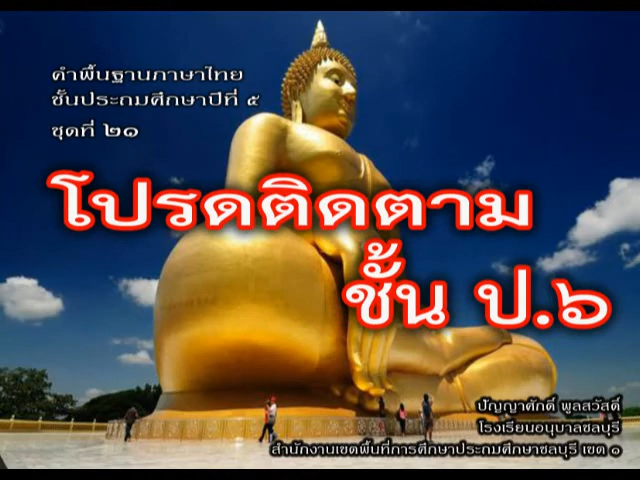 คำพื้นฐานภาษาไทย
ชั้นประถมศึกษาปีที่ ๕
ชุดที่ ๒๑
โปรดติดตาม
ชั้น ป.๖
ปัญญาศักดิ์ พูลสวัสดิ์
โรงเรียนอนุบาลชลบุรี
สำนักงานเขตพื้นที่การศึกษาประถมศึกษาชลบุรี เขต ๑